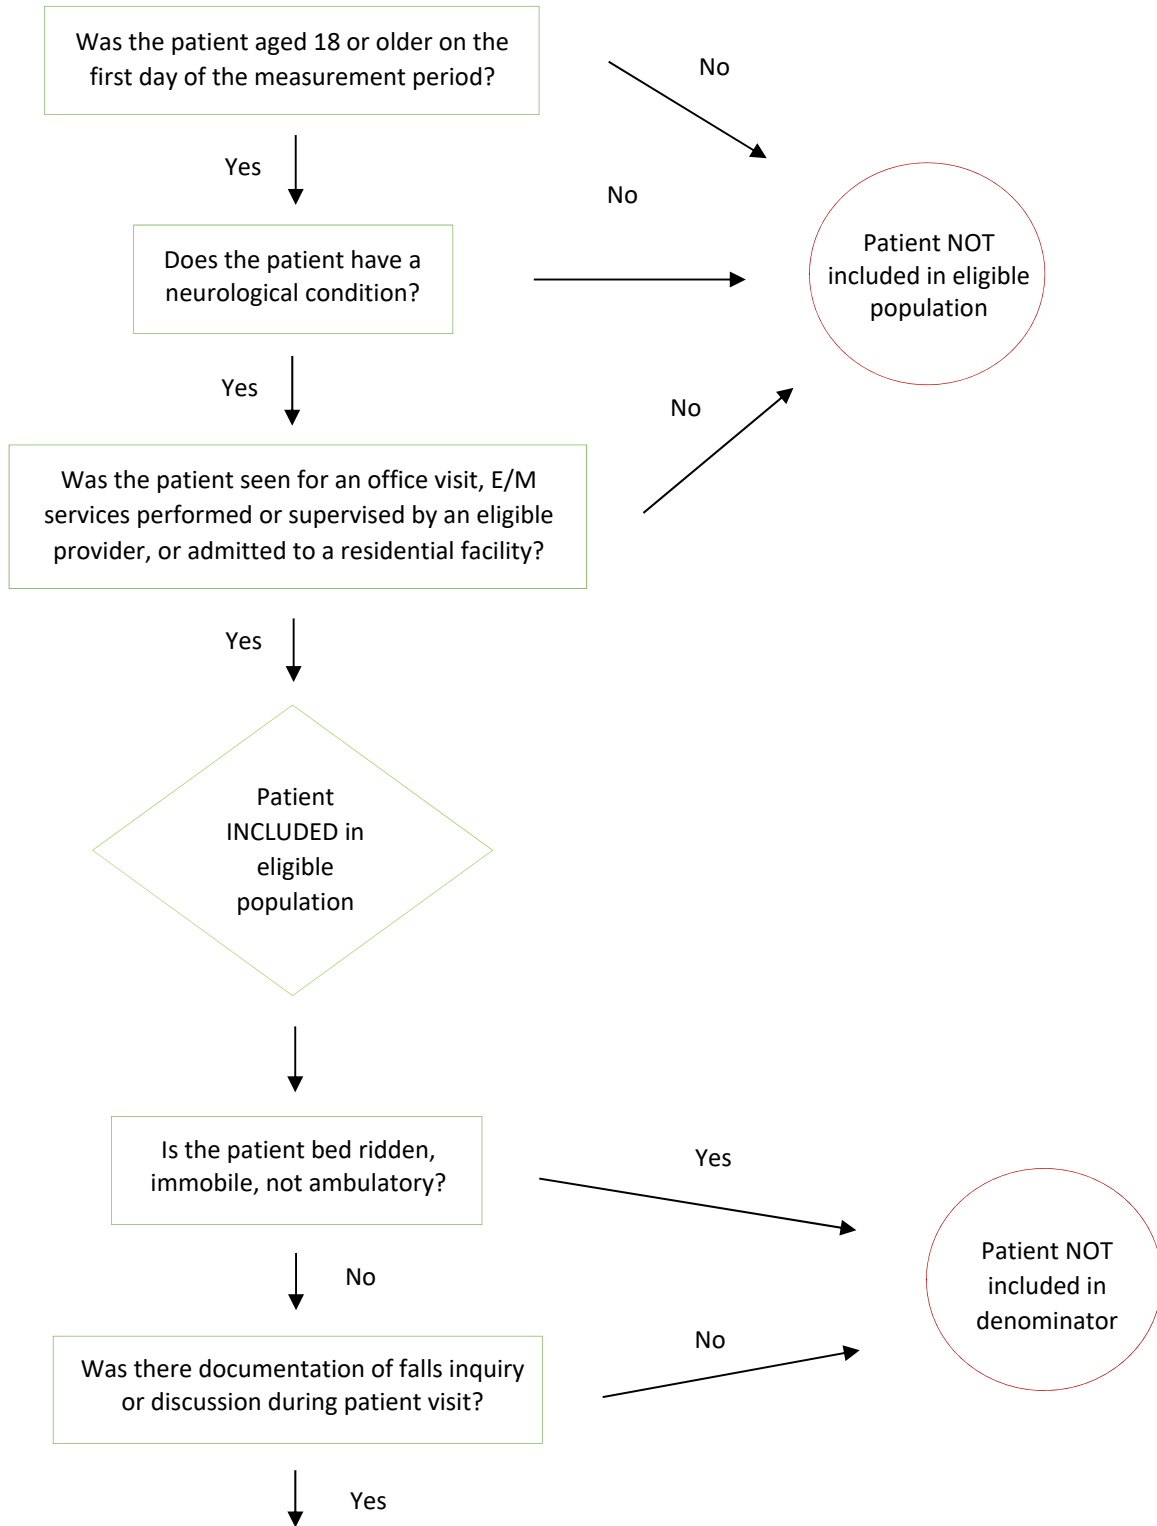 Was the patient aged 18 or older on the
first day of the measurement period?
No
Yes
No
Does the patient have a
neurological condition?
Patient NOT
included in eligible
population
Yes
No
Was the patient seen for an office visit, E/M
services performed or supervised by an eligible
provider, or admitted to a residential facility?
Yes
Patient
INCLUDED in
eligible
population
Is the patient bed ridden,
immobile, not ambulatory?
Yes
No
Patient NOT
included in
denominator
Was there documentation of falls inquiry
or discussion during patient visit?
No
Yes